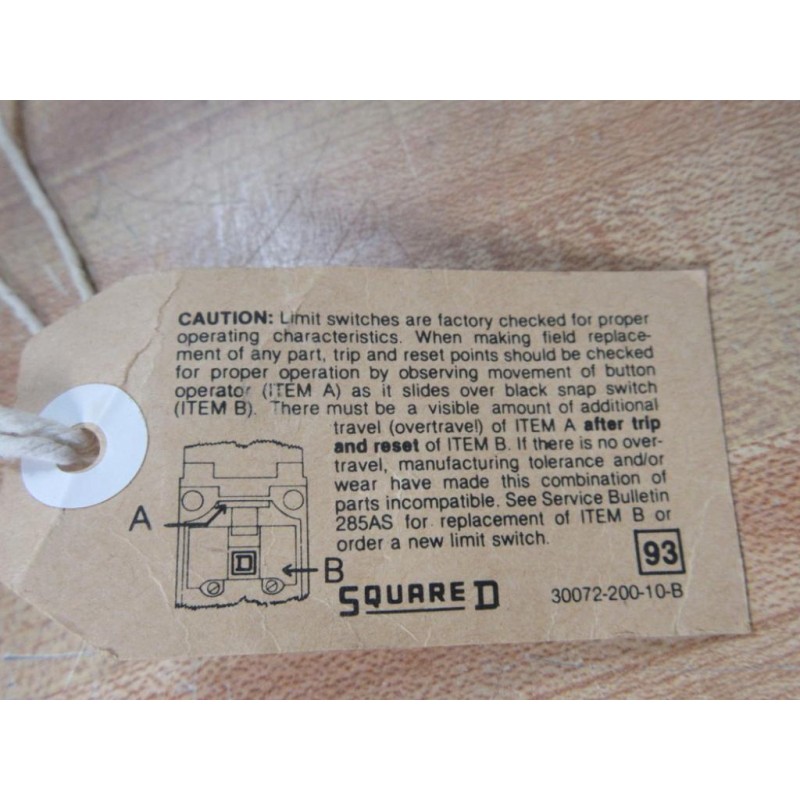 CAUTION: Limit switches are factory checked for proper
operating characteristics. When making field replace-
ment of any part, trip and reset points should be checked
for proper operation by observing movement of button
operator (ITEM A) as it slides over black snap switch
(ITEM B). There must be a visible amount of additional
travel (overtravel) of ITEM A after trip
and reset of ITEM B. If there is no over-
travel, manufacturing tolerance and/or
wear have made this combination of
parts incompatible. See Service Bulletin
285AS for replacement of ITEM B or
order a new limit switch.
A
D
B
SQUARE D
93
30072-200-10-B